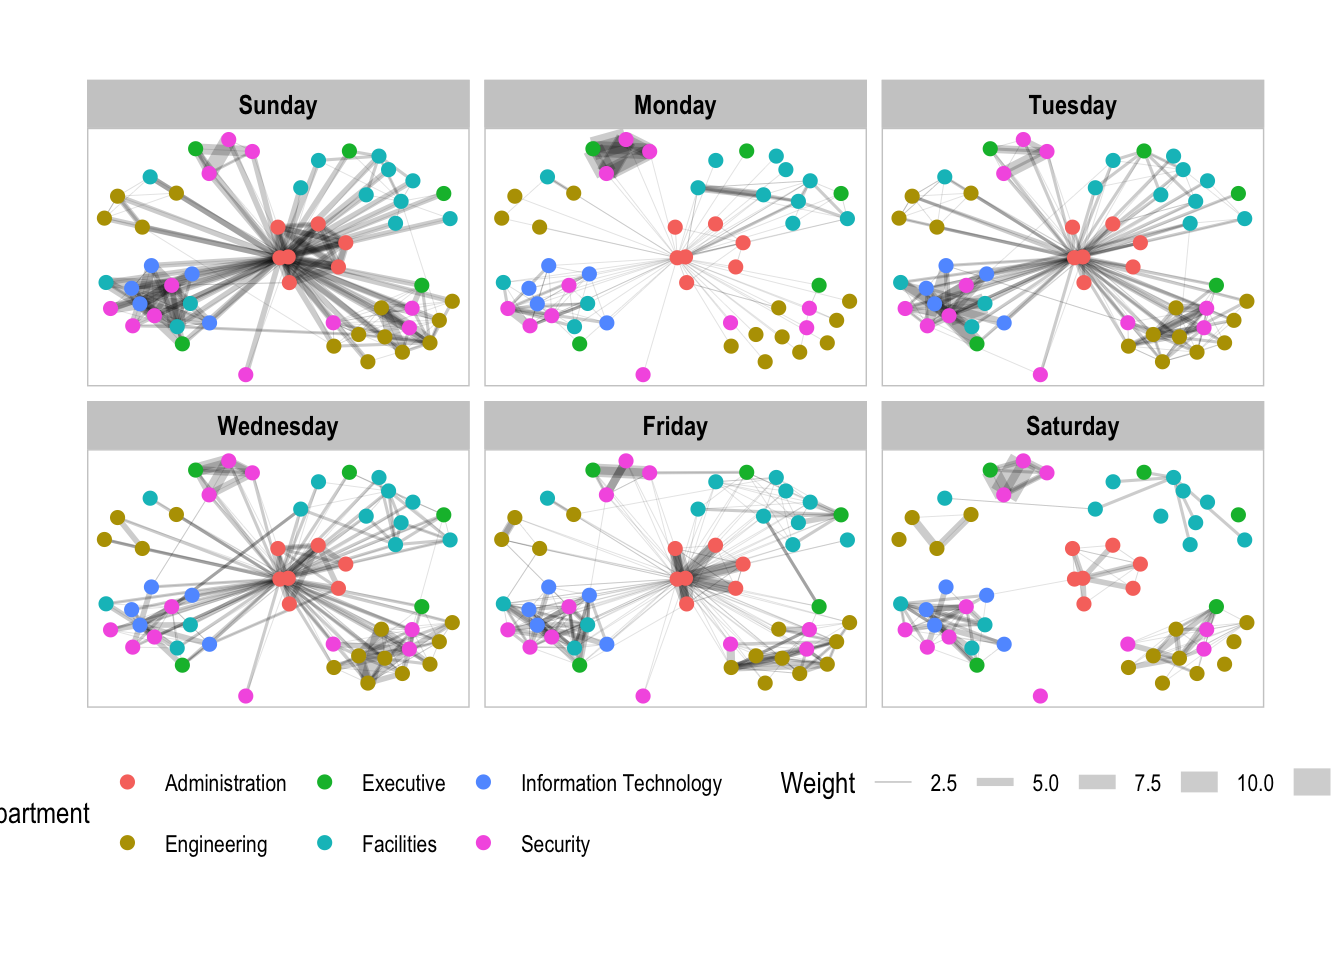 Sunday
Monday
Tuesday
Wednesday
Friday
Saturday
Administration
Executive
Information Technology
Weight
2.5
5.0
7.5
10.0
Engineering
Facilities
Security